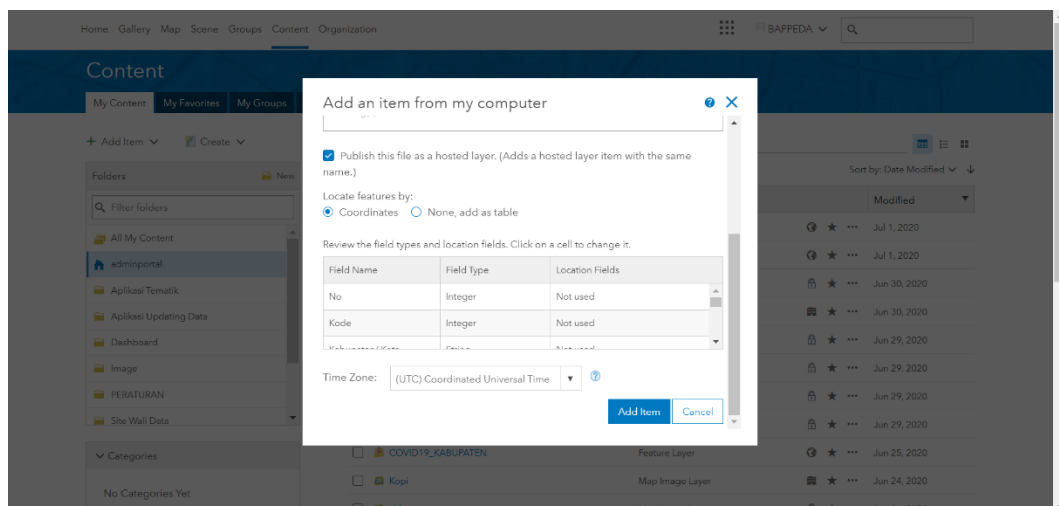 Home Gallery Map Scene Groups Content Organization
BAPPEDA
Content
My Content My Favorites My Groups
Add Item Create
Folders New
Filter folders
All My Content
adminportal
Aplikasi Tematik
Aplikasi Updating Data
Dashboard
Image
PERATURAN
Site Wali Data
Categories
No Categories Yet
Add an item from my computer
Publish this file as a hosted layer. (Adds a hosted layer item with the same
name.)
Locate features by:
Coordinates None, add as table
Review the field types and location fields. Click on a cell to change it.
Field Name Field Type Location Fields
No Integer Not used
Kode Integer Not used
Kabupaten/Kota String Not used
Time Zone: (UTC) Coordinated Universal Time
Add Item Cancel
Sort by: Date Modified
Modified
Jul 1, 2020
Jul 1, 2020
Jun 30, 2020
Jun 30, 2020
Jun 29, 2020
Jun 29, 2020
Jun 29, 2020
Jun 29, 2020
COVID19_KABUPATEN Feature Layer Jun 25, 2020
Kopi Map Image Layer Jun 24, 2020